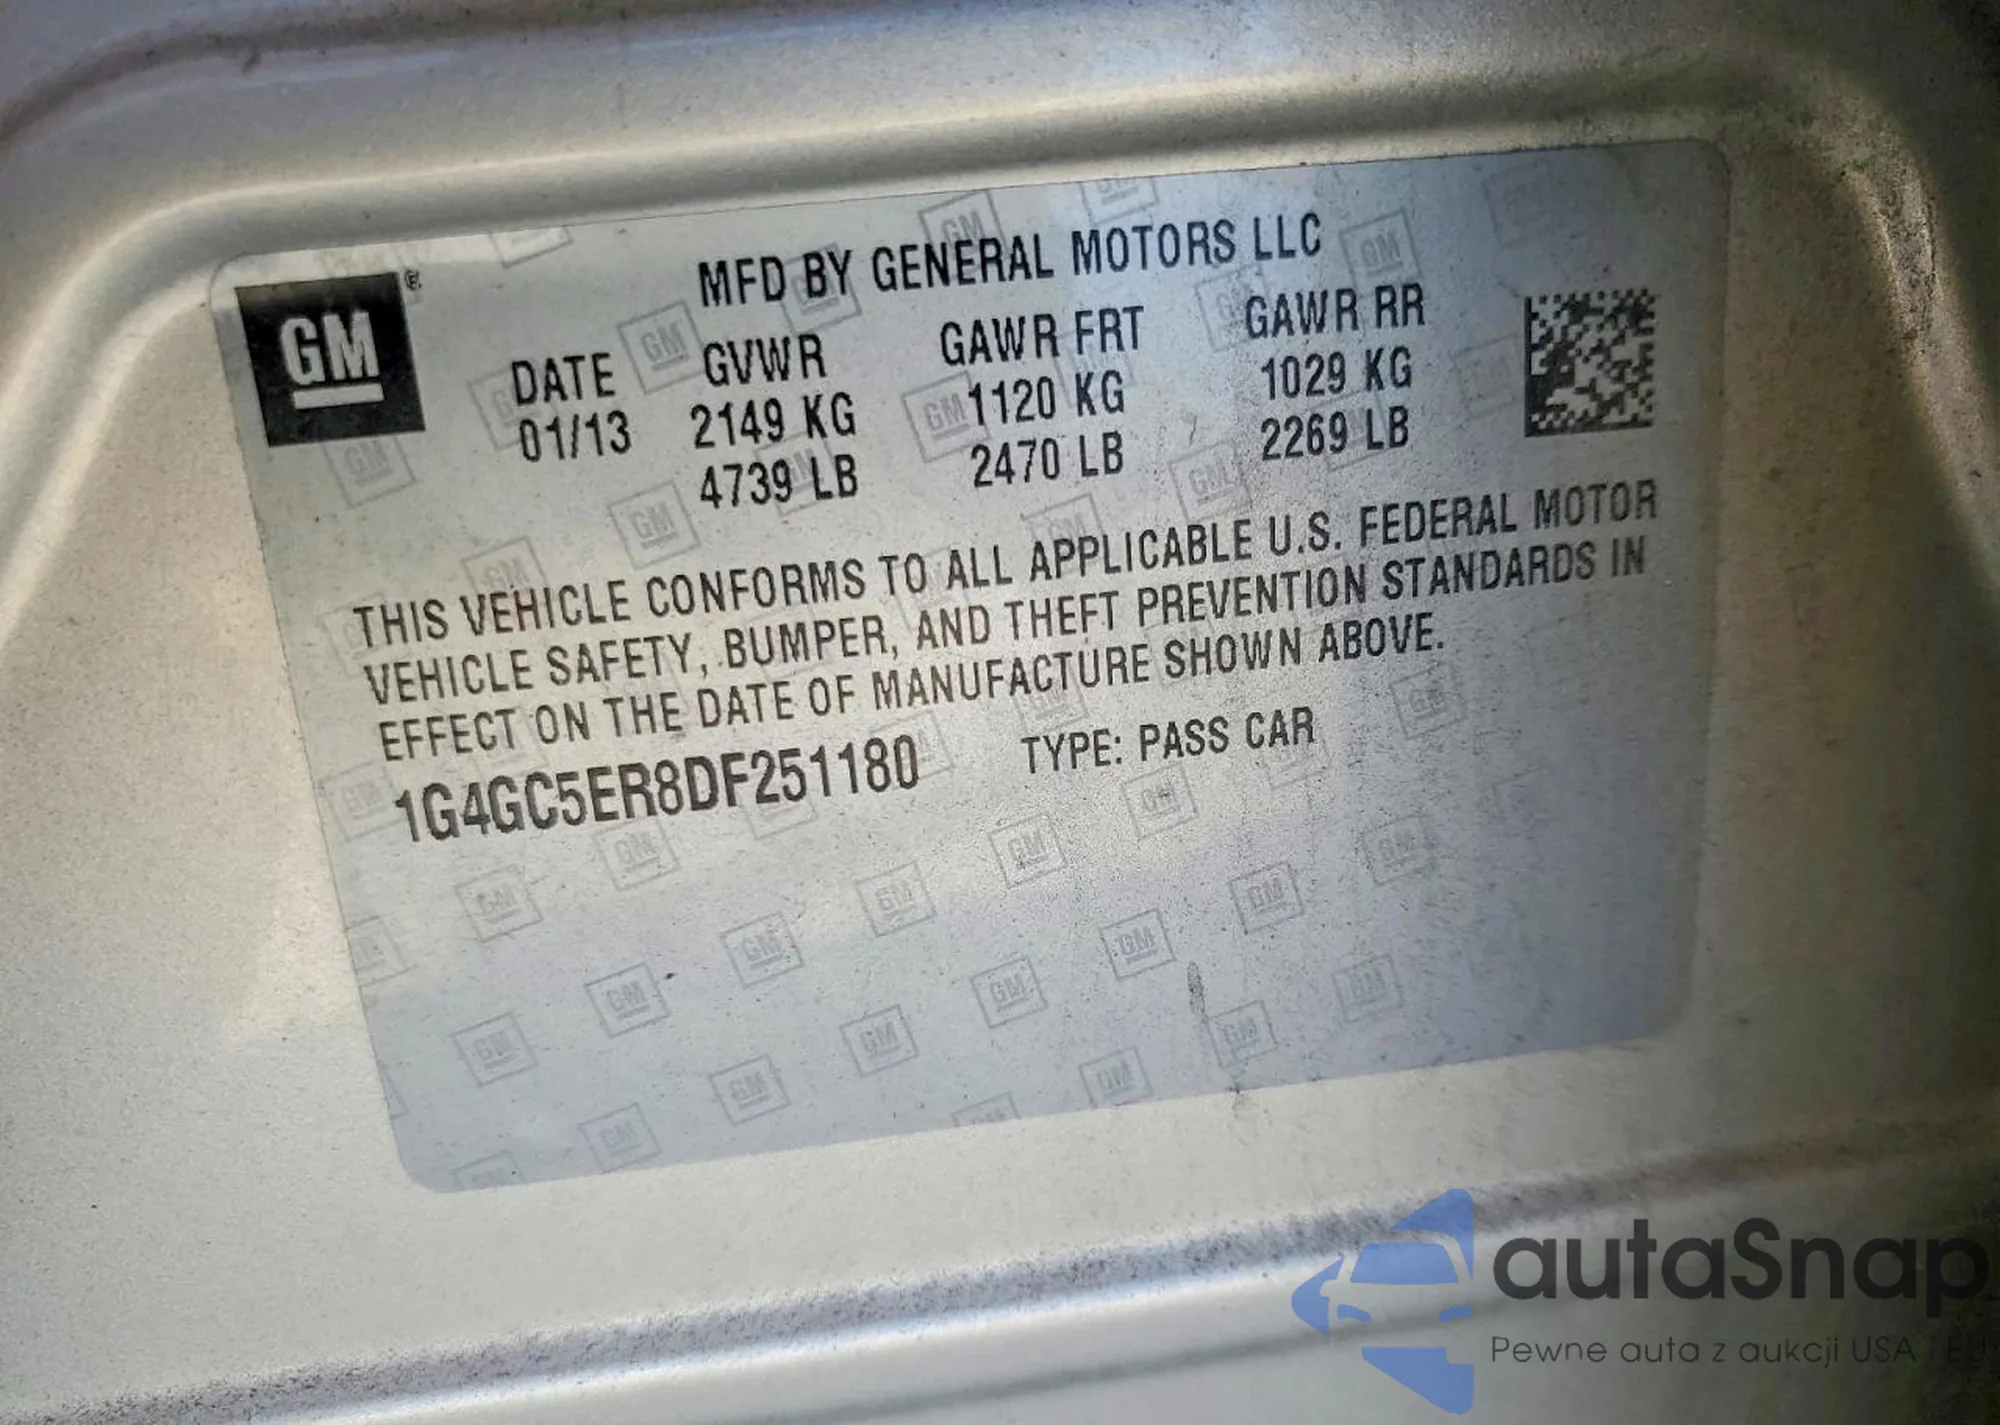 GM®
MFD BY GENERAL MOTORS LLC
DATE GVWR GAWR FRT GAWR RR
01/13 2149 KG 1120 KG 1029 KG
4739 LB 2470 LB 2269 LB
THIS VEHICLE CONFORMS TO ALL APPLICABLE U.S. FEDERAL MOTOR
VEHICLE SAFETY, BUMPER, AND THEFT PREVENTION STANDARDS IN
EFFECT ON THE DATE OF MANUFACTURE SHOWN ABOVE.
1G4GC5ER8DF251180 TYPE: PASS CAR
autaSnap
Pewne auta z aukcji USA i EU